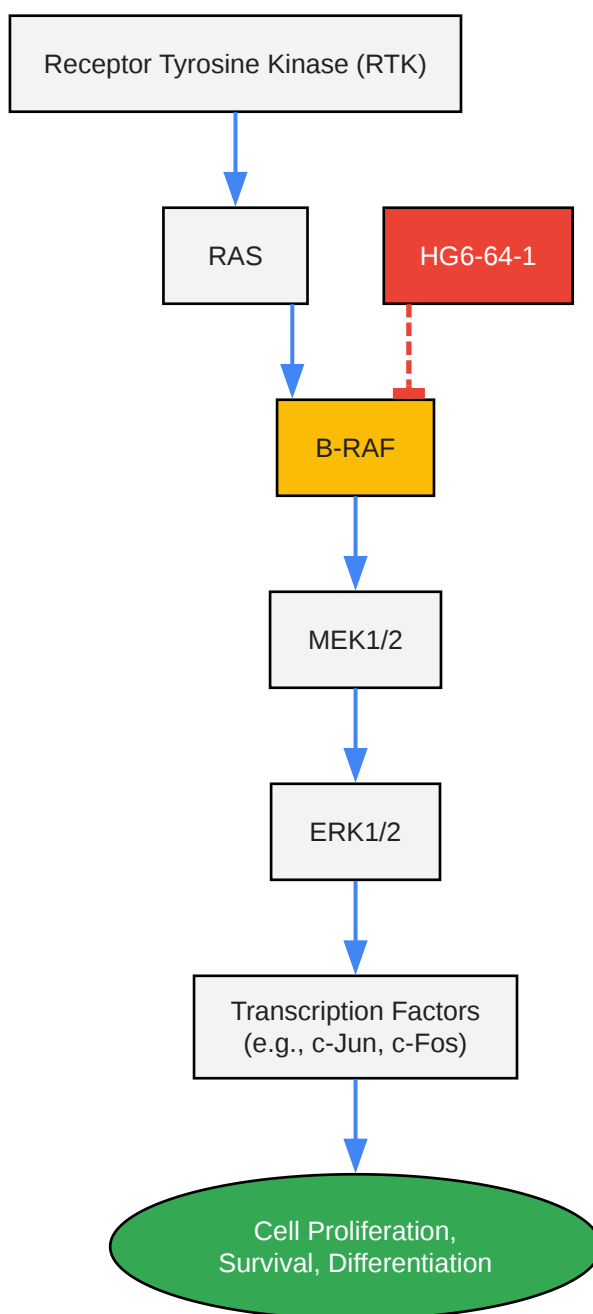 Receptor Tyrosine Kinase (RTK)
RAS
HG6-64-1
B-RAF
MEK1/2
ERK1/2
Transcription Factors
(e.g., c-Jun, c-Fos)
Cell Proliferation,
Survival, Differentiation